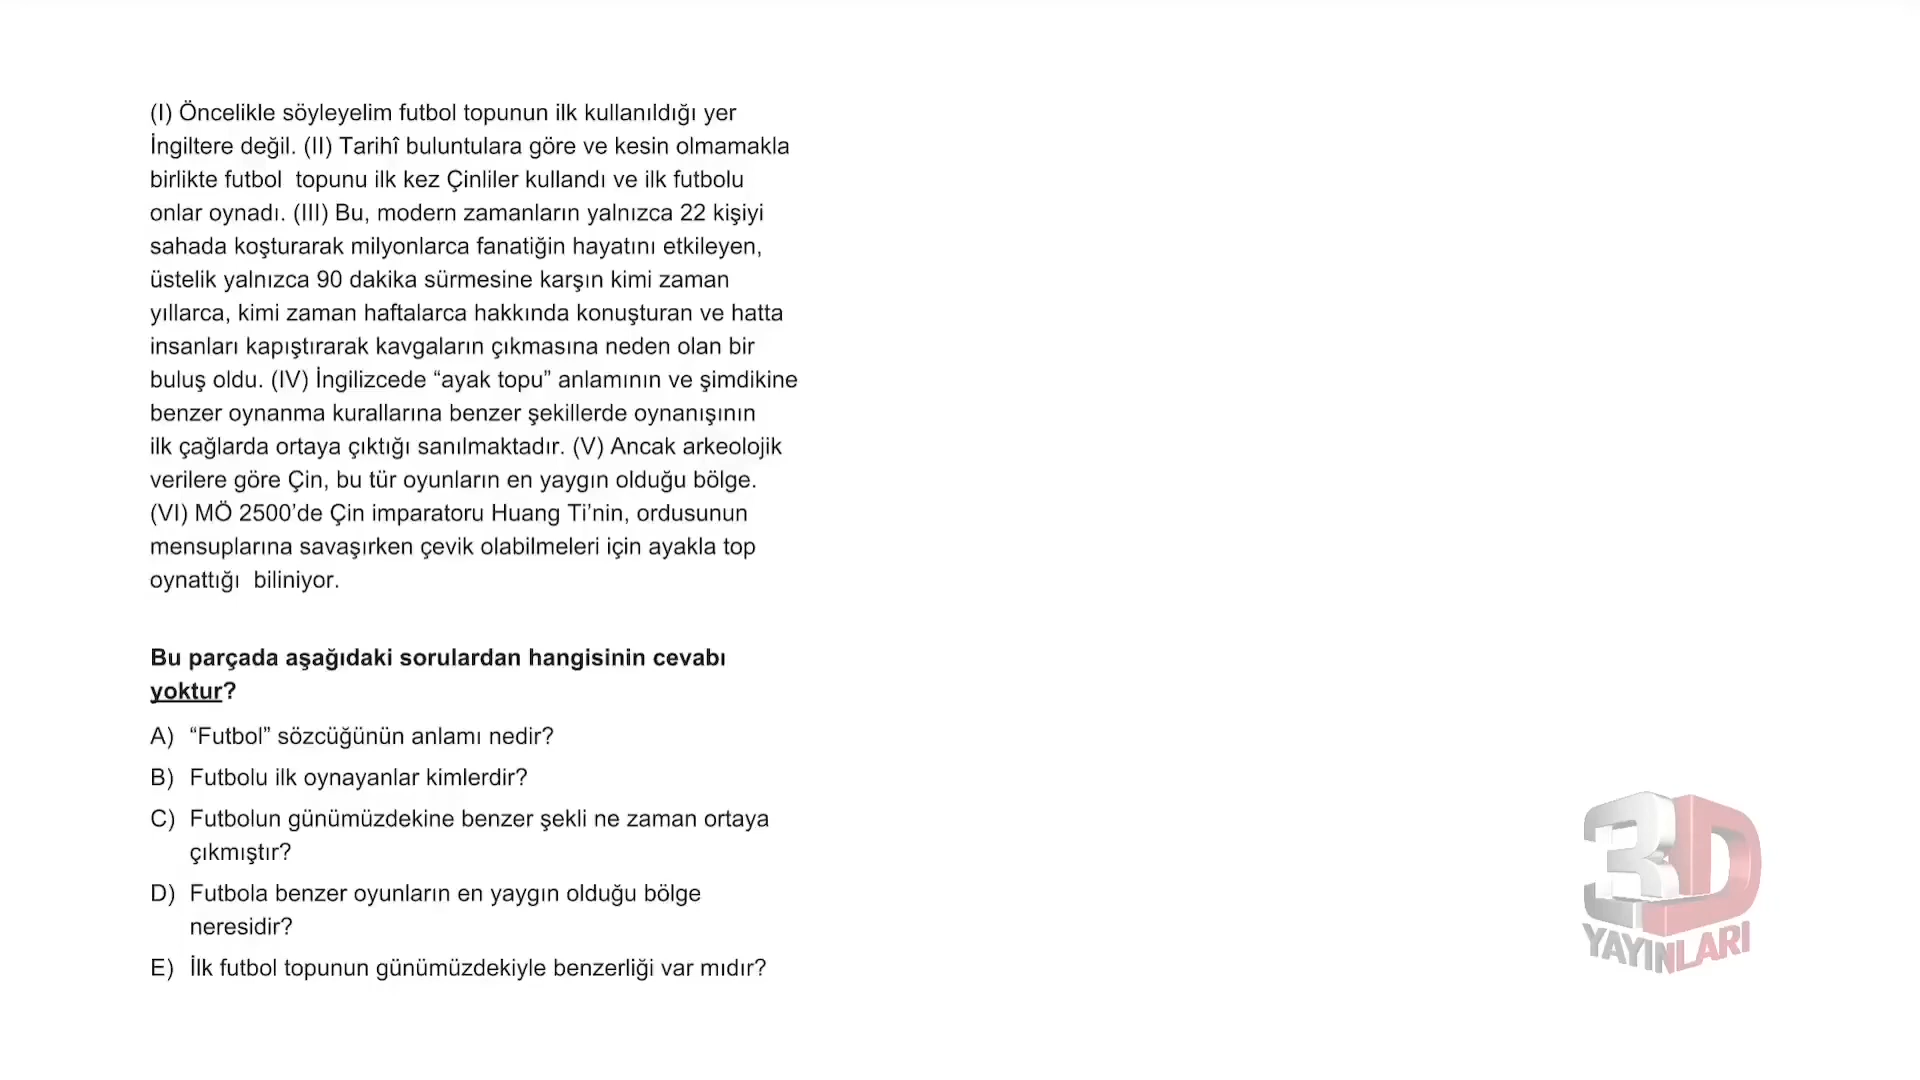 (I) Öncelikle söyleyelim futbol topunun ilk kullanıldığı yer
İngiltere değil. (II) Tarihî buluntulara göre ve kesin olmamakla
birlikte futbol  topunu ilk kez Çinliler kullandı ve ilk futbolu
onlar oynadı. (III) Bu, modern zamanların yalnızca 22 kişiyi
sahada koşturarak milyonlarca fanatiğin hayatını etkileyen,
üstelik yalnızca 90 dakika sürmesine karşın kimi zaman
yıllarca, kimi zaman haftalarca hakkında konuşturan ve hatta
insanları kapıştırarak kavgaların çıkmasına neden olan bir
buluş oldu. (IV) İngilizcede “ayak topu” anlamının ve şimdikine
benzer oynanma kurallarına benzer şekillerde oynanışının
ilk çağlarda ortaya çıktığı sanılmaktadır. (V) Ancak arkeolojik
verilere göre Çin, bu tür oyunların en yaygın olduğu bölge.
(VI) MÖ 2500’de Çin imparatoru Huang Ti’nin, ordusunun
mensuplarına savaşırken çevik olabilmeleri için ayakla top
oynattığı  biliniyor.
Bu parçada aşağıdaki sorulardan hangisinin cevabı
yoktur?
A) “Futbol” sözcüğünün anlamı nedir?
B) Futbolu ilk oynayanlar kimlerdir?
C) Futbolun günümüzdekine benzer şekli ne zaman ortaya
çıkmıştır?
D) Futbola benzer oyunların en yaygın olduğu bölge
neresidir?
E) İlk futbol topunun günümüzdekiyle benzerliği var mıdır?
3D
YAYINLARI